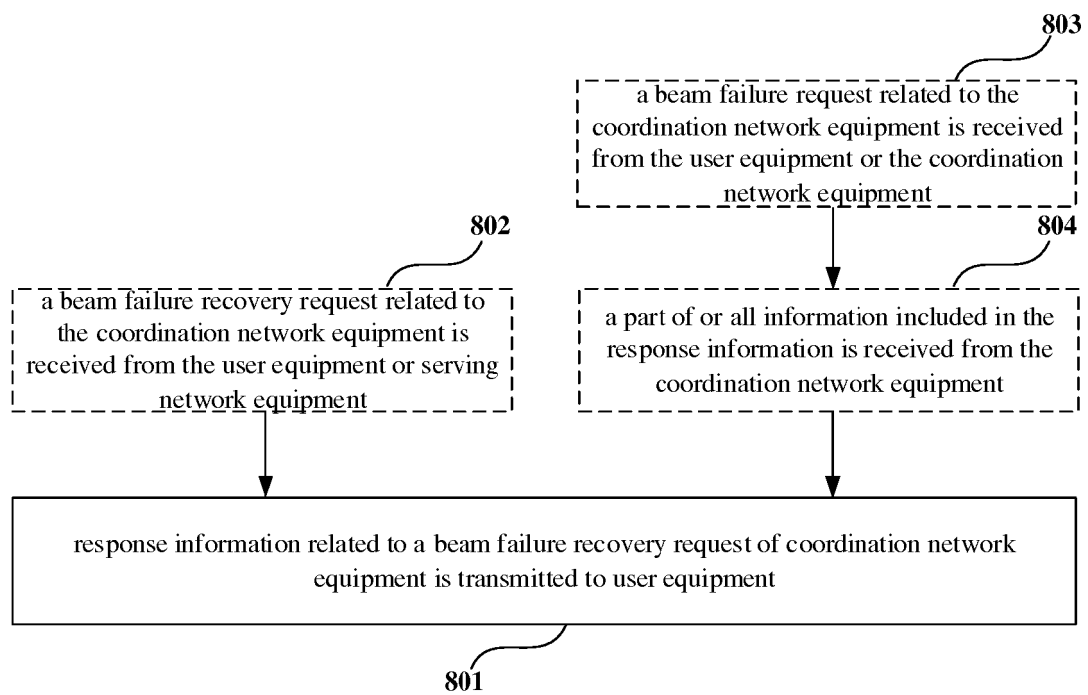 803
a beam failure request related to the
coordination network equipment is received
from the user equipment or the coordination
network equipment
802
804
a beam failure recovery request related to
the coordination network equipment is
received from the user equipment or serving
network equipment
a part of or all information included in the
response information is received from the
coordination network equipment
response information related to a beam failure recovery request of coordination network
equipment is transmitted to user equipment
801